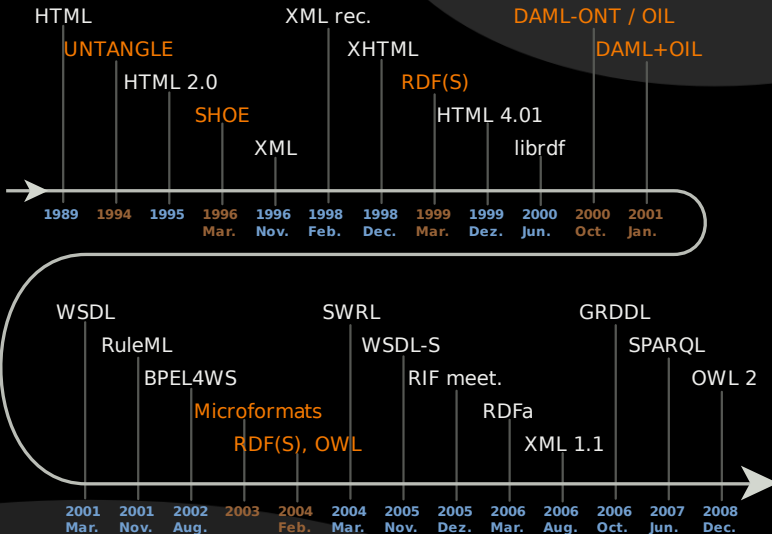 HTML XML rec. DAML-ONT / OIL
UNTANGLE XHTML DAML+OIL
HTML 2.0 RDF(S)
SHOE HTML 4.01
XML librdf
1989 1994 1995 1996 1996 1998 1998 1999 1999 2000 2000 2001
Mar. Nov. Feb. Dec. Mar. Dez. Jun. Oct. Jan.
WSDL SWRL GRDDL
RuleML WSDL-S SPARQL
BPEL4WS RIF meet. OWL 2
Microformats RDFa
RDF(S), OWL XML 1.1
2001 2001 2002 2003 2004 2004 2005 2005 2006 2006 2006 2007 2008
Mar. Nov. Aug. Feb. Mar. Nov. Dez. Mar. Aug. Oct. Jun. Dec.